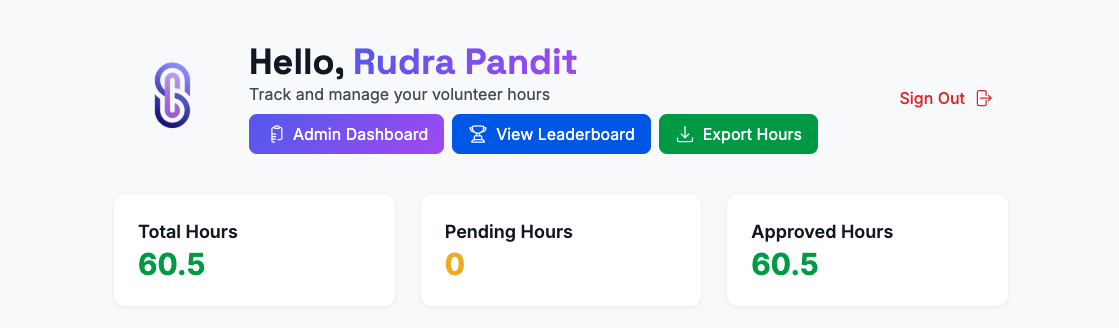 Hello, Rudra Pandit
Track and manage your volunteer hours
Admin Dashboard View Leaderboard Export Hours
Sign Out
Total Hours
60.5
Pending Hours
0
Approved Hours
60.5